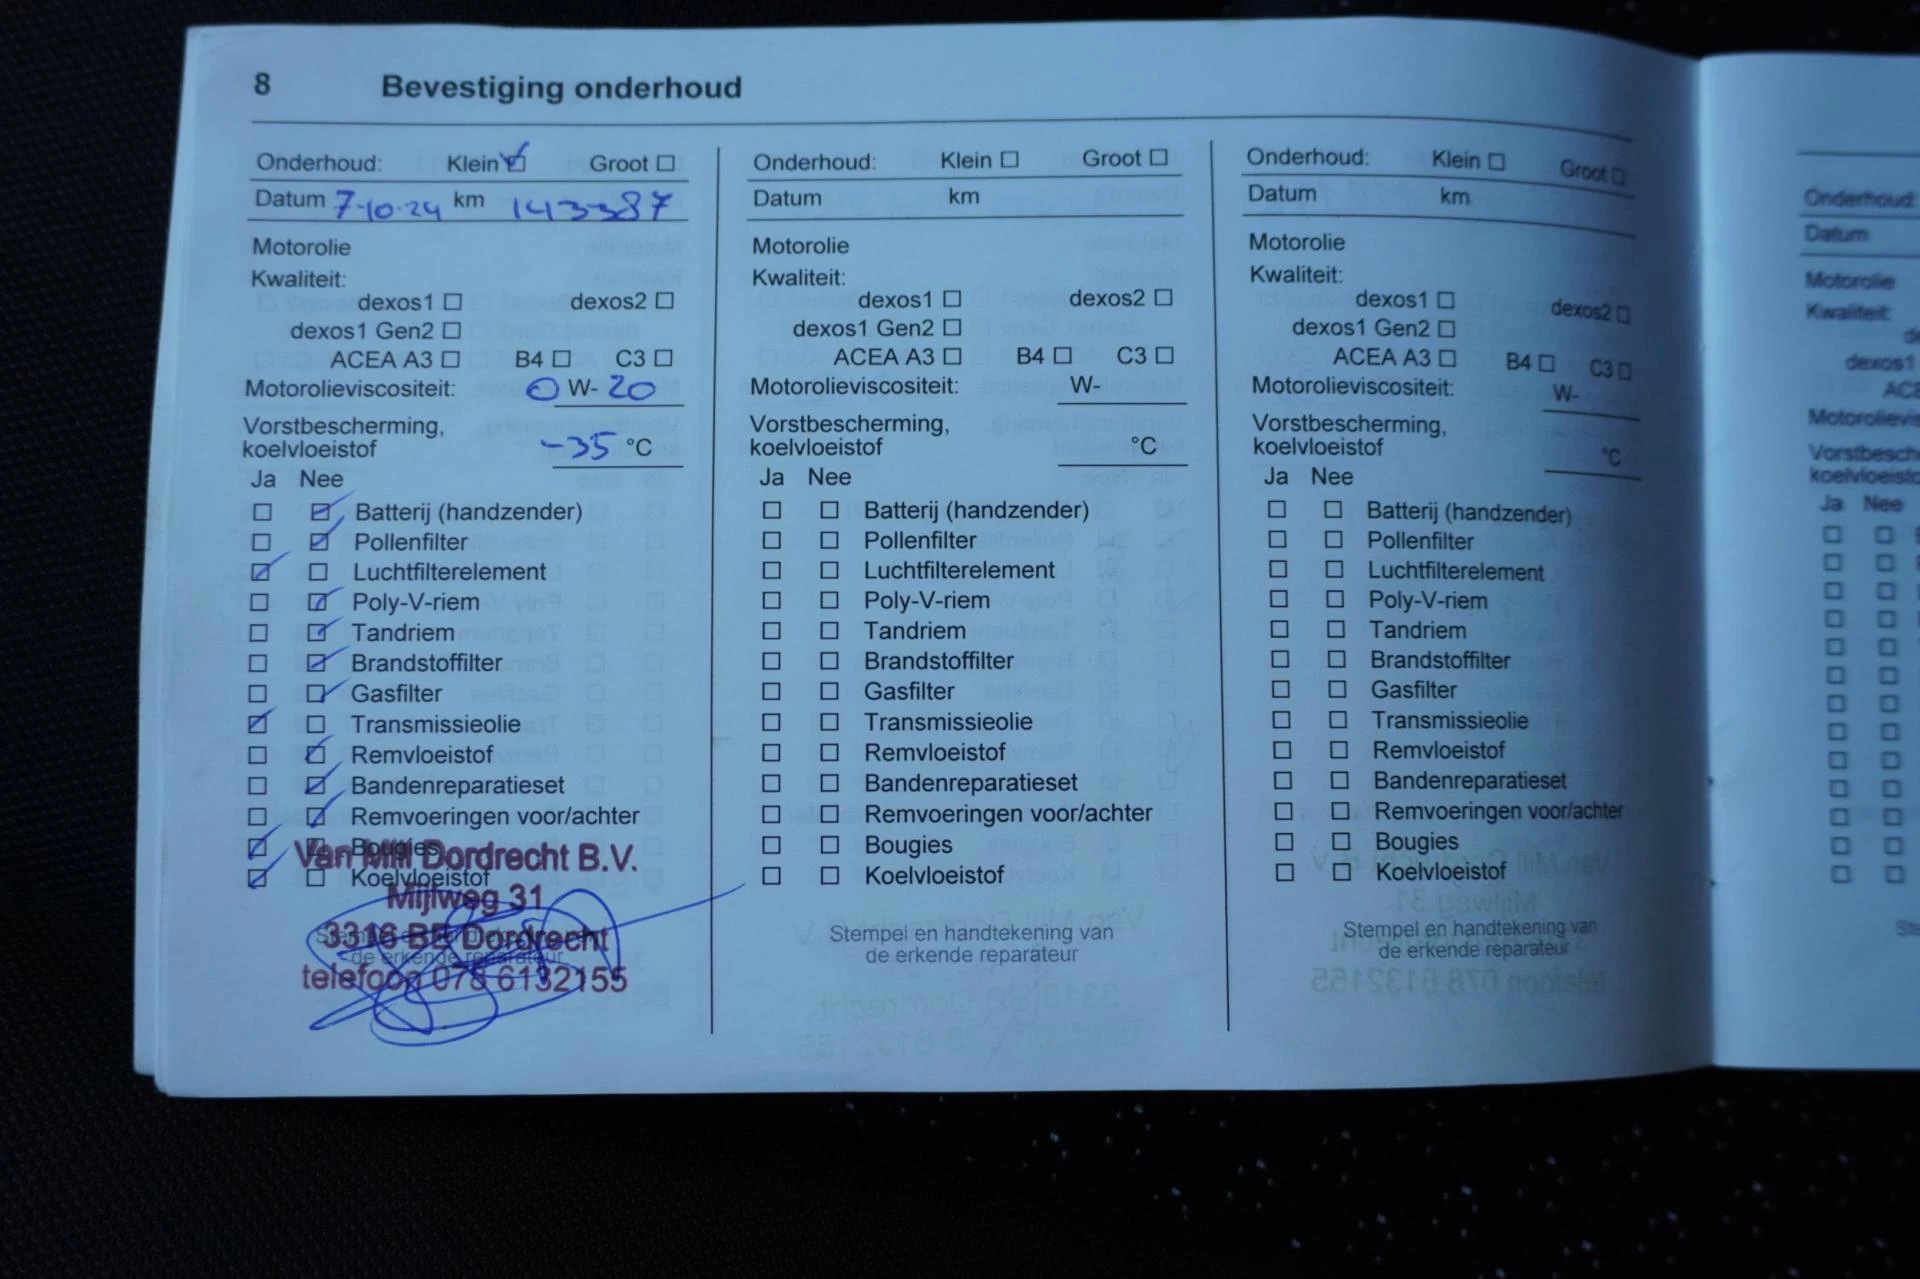 8 Bevestiging onderhoud
Onderhoud: Klein Groot
Datum 7-10-24 km 143387
Motorolie
Kwaliteit:
dexos1 dexos2
dexos1 Gen2
ACEA A3 B4 C3
Motorolieviscositeit: 0 W- 20
Vorstbescherming,
koelvloeistof -35 °C
Ja Nee
Batterij (handzender)
Pollenfilter
Luchtfilterelement
Poly-V-riem
Tandriem
Brandstoffilter
Gasfilter
Transmissieolie
Remvloeistof
Bandenreparatieset
Remvoeringen voor/achter
Bougies
Koelvloeistof
Van Mill Dordrecht B.V.
Mijlweg 31
3316 BE Dordrecht
telefoon 078 6132155
Stempel en handtekening van
de erkende reparateur
Onderhoud: Klein Groot
Datum km
Motorolie
Kwaliteit:
dexos1 dexos2
dexos1 Gen2
ACEA A3 B4 C3
Motorolieviscositeit: W-
Vorstbescherming,
koelvloeistof °C
Ja Nee
Batterij (handzender)
Pollenfilter
Luchtfilterelement
Poly-V-riem
Tandriem
Brandstoffilter
Gasfilter
Transmissieolie
Remvloeistof
Bandenreparatieset
Remvoeringen voor/achter
Bougies
Koelvloeistof
Stempel en handtekening van
de erkende reparateur
Onderhoud: Klein Groot
Datum km
Motorolie
Kwaliteit:
dexos1 dexos2
dexos1 Gen2
ACEA A3 B4 C3
Motorolieviscositeit: W-
Vorstbescherming,
koelvloeistof °C
Ja Nee
Batterij (handzender)
Pollenfilter
Luchtfilterelement
Poly-V-riem
Tandriem
Brandstoffilter
Gasfilter
Transmissieolie
Remvloeistof
Bandenreparatieset
Remvoeringen voor/achter
Bougies
Koelvloeistof
Stempel en handtekening van
de erkende reparateur
Onderhoud:
Datum
Motorolie
Kwaliteit:
dexos1
Ja Nee